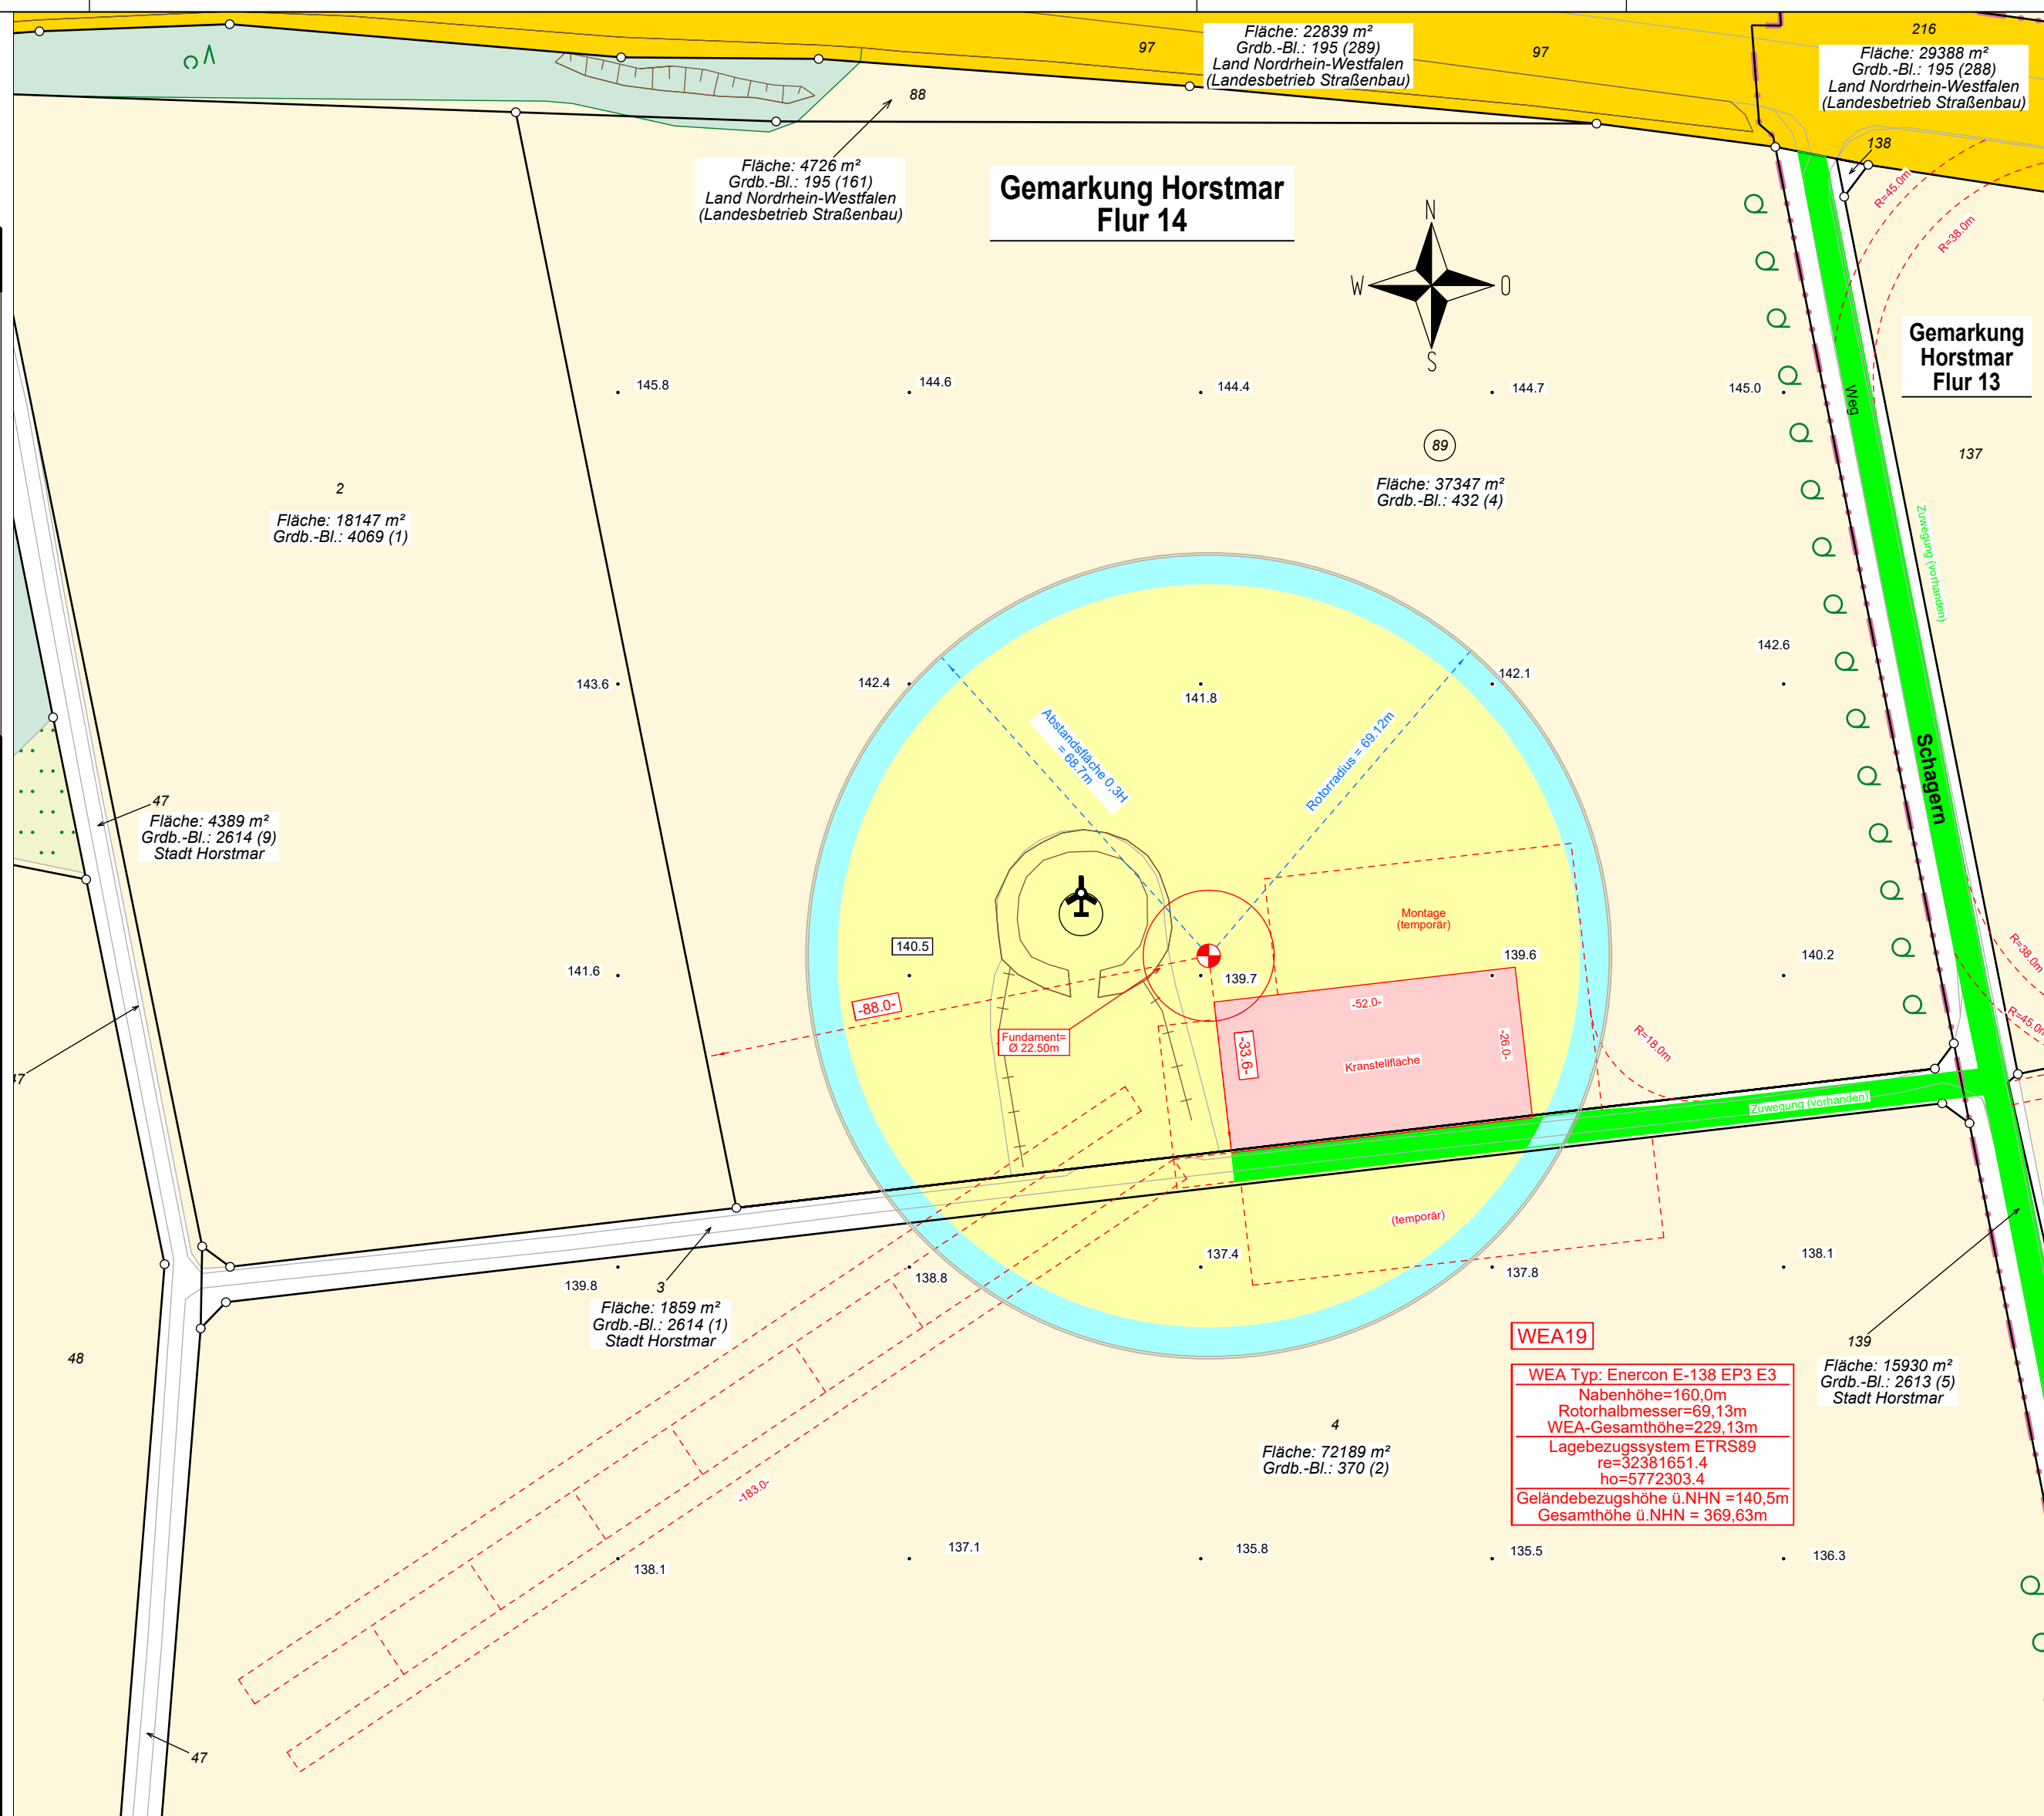 97
Fläche: 22839 m²
Grdb.-Bl.: 195 (289)
Land Nordrhein-Westfalen
(Landesbetrieb Straßenbau)
97
216
Fläche: 29388 m²
Grdb.-Bl.: 195 (288)
Land Nordrhein-Westfalen
(Landesbetrieb Straßenbau)
88
Fläche: 4726 m²
Grdb.-Bl.: 195 (161)
Land Nordrhein-Westfalen
(Landesbetrieb Straßenbau)
Gemarkung Horstmar
Flur 14
138
R=45.0m
R=38.0m
N
W
O
S
Gemarkung
Horstmar
Flur 13
145.8
144.6
144.4
144.7
145.0
Weg
89
Fläche: 37347 m²
Grdb.-Bl.: 432 (4)
137
2
Fläche: 18147 m²
Grdb.-Bl.: 4069 (1)
Zuwegung (vorhanden)
143.6
142.4
141.8
142.1
142.6
Abstandsfläche 0,3H
= 68.7m
Rotorradius = 69.12m
Schagern
47
Fläche: 4389 m²
Grdb.-Bl.: 2614 (9)
Stadt Horstmar
Montage
(temporär)
140.5
141.6
139.7
139.6
140.2
R=38.0m
-88.0-
-52.0-
R=45.0m
Fundament=
Ø 22.50m
-33.6-
-26.0-
Kranstellfläche
R=18.0m
47
Zuwegung (vorhanden)
(temporär)
137.4
138.8
137.8
138.1
139.8
3
Fläche: 1859 m²
Grdb.-Bl.: 2614 (1)
Stadt Horstmar
48
WEA19
WEA Typ: Enercon E-138 EP3 E3
Nabenhöhe=160,0m
Rotorhalbmesser=69,13m
WEA-Gesamthöhe=229,13m
Lagebezugssystem ETRS89
re=32381651.4
ho=5772303.4
Geländebezugshöhe ü.NHN =140,5m
Gesamthöhe ü.NHN = 369,63m
139
Fläche: 15930 m²
Grdb.-Bl.: 2613 (5)
Stadt Horstmar
4
Fläche: 72189 m²
Grdb.-Bl.: 370 (2)
-183.0-
138.1
137.1
135.8
135.5
136.3
47